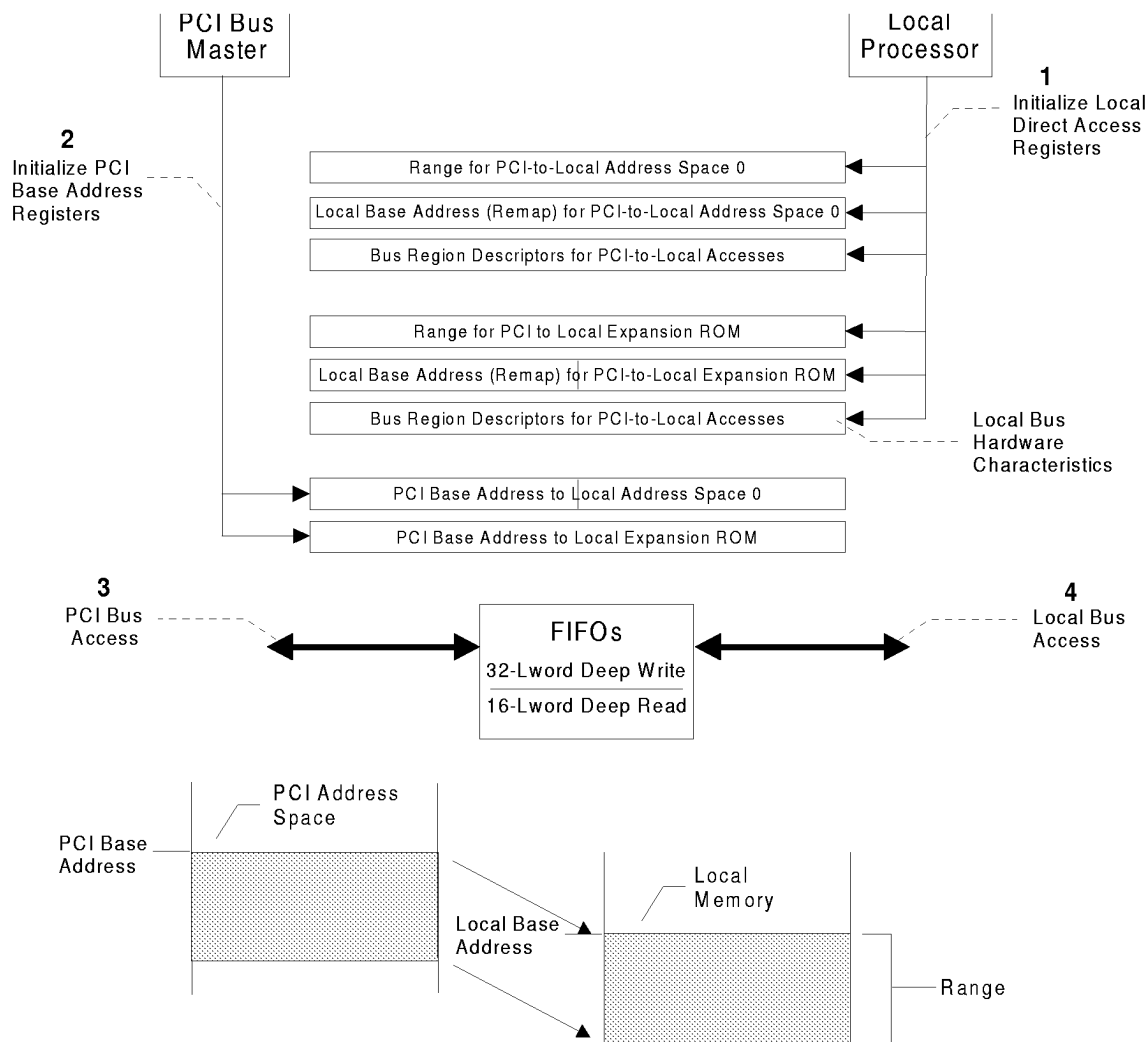 PCI Bus
Master
Local
Processor
1
Initialize Local
Direct Access
Registers
2
Initialize PCI
Base Address
Registers
Range for PCI-to-Local Address Space 0
Local Base Address (Remap) for PCI-to-Local Address Space 0
Bus Region Descriptors for PCI-to-Local Accesses
Range for PCI to Local Expansion ROM
Local Base Address (Remap) for PCI-to-Local Expansion ROM
Bus Region Descriptors for PCI-to-Local Accesses
Local Bus
Hardware
Characteristics
PCI Base Address to Local Address Space 0
PCI Base Address to Local Expansion ROM
3
PCI Bus
Access
FIFOs
32-Lword Deep Write
16-Lword Deep Read
4
Local Bus
Access
PCI Address
Space
PCI Base
Address
Local
Memory
Local Base
Address
Range